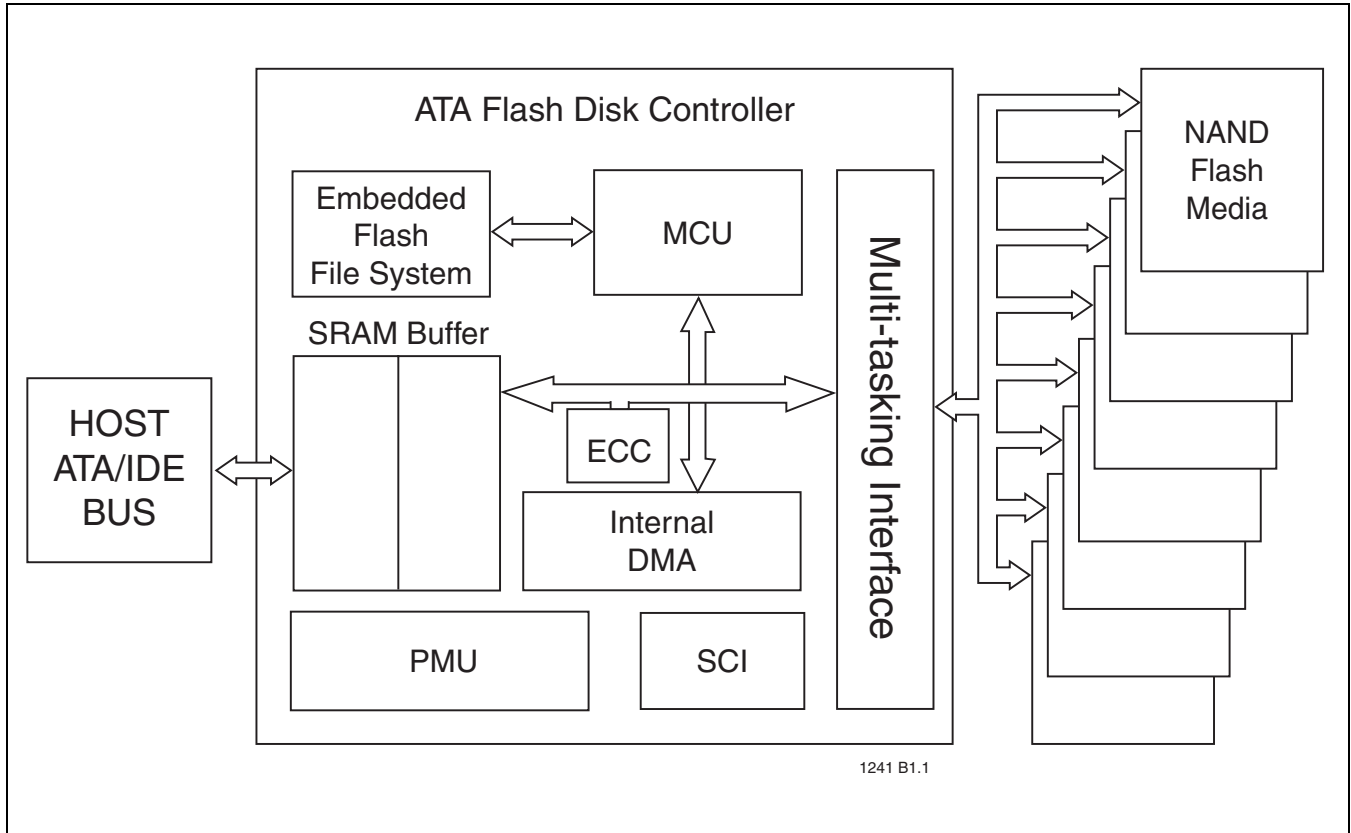 ATA Flash Disk Controller
Embedded
Flash
File System
MCU
SRAM Buffer
HOST
ATA/IDE
BUS
ECC
Internal
DMA
PMU
SCI
Multi-tasking Interface
NAND
Flash
Media
1241 B1.1